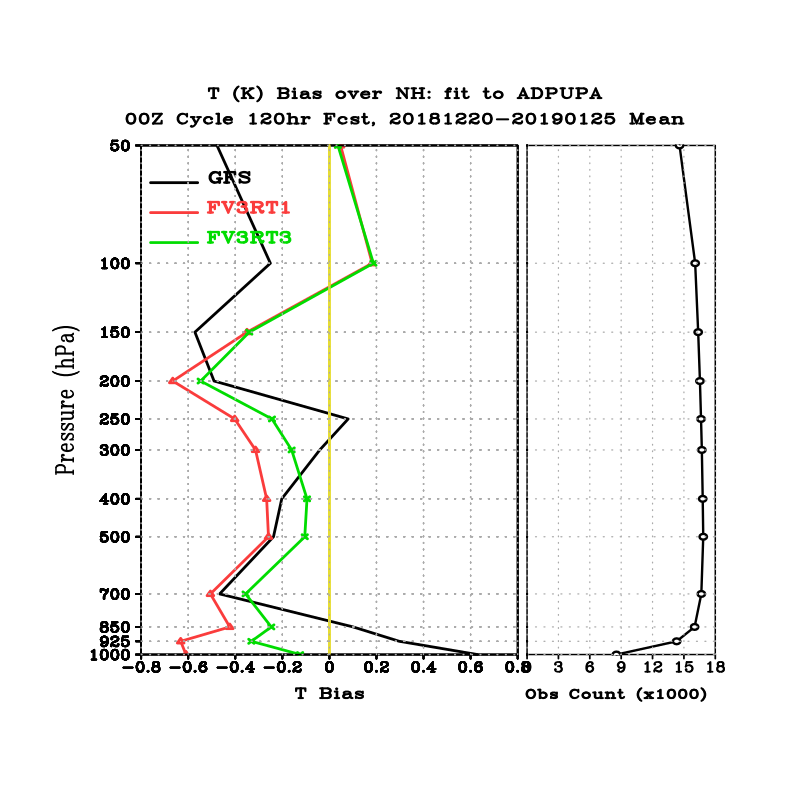 T (K) Bias over NH: fit to ADPUPA
00Z Cycle 120hr Fcst, 20181220-20190125 Mean
GFS
FV3RT1
FV3RT3
Pressure (hPa)
50
100
150
200
250
300
400
500
700
850
925
1000
-0.8 -0.6 -0.4 -0.2 0 0.2 0.4 0.6 0.8
T Bias
0 3 6 9 12 15 18
Obs Count (x1000)